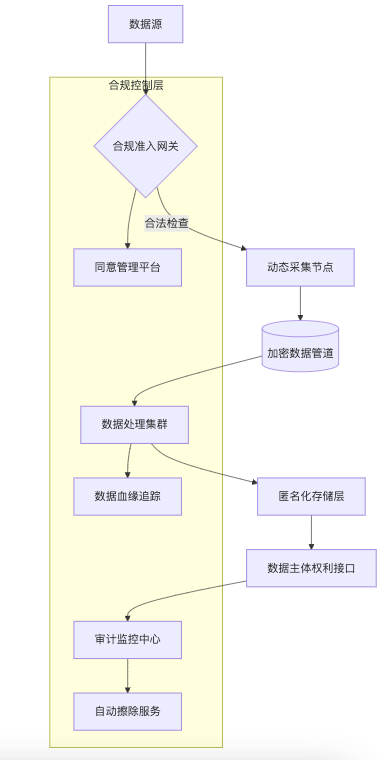 数据源
合规控制层
合规准入网关
合法检查
同意管理平台
动态采集节点
加密数据管道
数据处理集群
数据血缘追踪
匿名化存储层
数据主体权利接口
审计监控中心
自动擦除服务